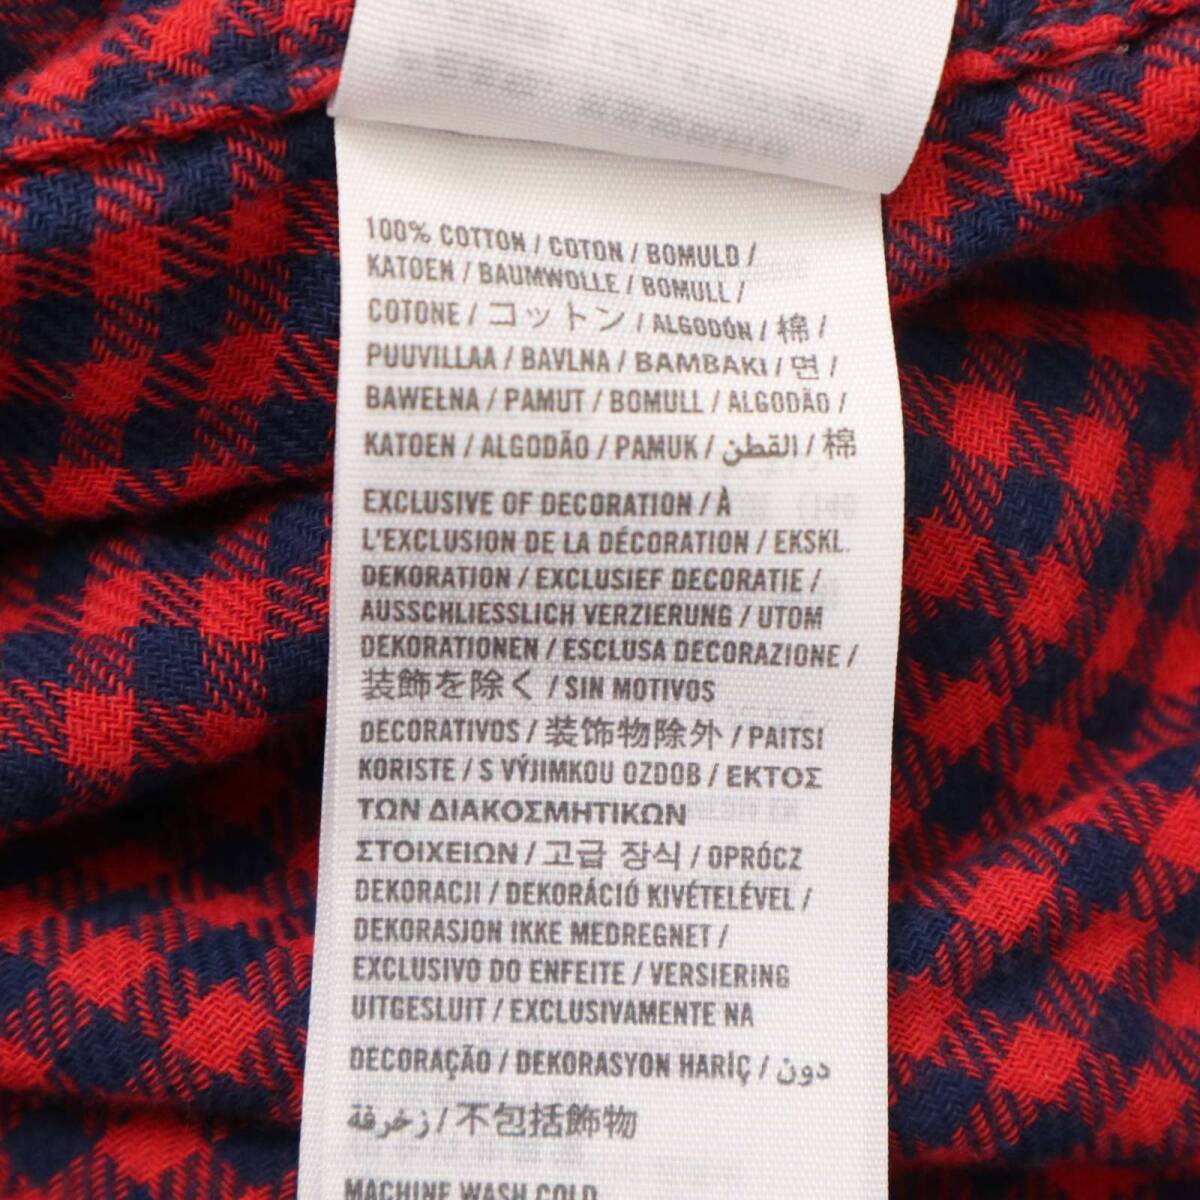 100% COTTON / COTON / BOMULD /
KATOEN / BAUMWOLLE / BOMULL /
COTONE / コットン / ALGODÓN / 棉 /
PUUVILLAA / BAVLNA / BAMBAKI / 면 /
BAWEŁNA / PAMUT / BOMULL / ALGODÃO /
KATOEN / ALGODÃO / PAMUK / القطن / 棉
EXCLUSIVE OF DECORATION / À
L'EXCLUSION DE LA DÉCORATION / EKSKL.
DEKORATION / EXCLUSIEF DECORATIE /
AUSSCHLIESSLICH VERZIERUNG / UTOM
DEKORATIONEN / ESCLUSA DECORAZIONE /
装飾を除く / SIN MOTIVOS
DECORATIVOS / 装饰物除外 / PAITSI
KORISTE / S VÝJIMKOU OZDOB / ΕΚΤΟΣ
ΤΩΝ ΔΙΑΚΟΣΜΗΤΙΚΩΝ
ΣΤΟΙΧΕΙΩΝ / 고급 장식 / OPRÓCZ
DEKORACJI / DEKORÁCIÓ KIVÉTELÉVEL /
DEKORASJON IKKE MEDREGNET /
EXCLUSIVO DO ENFEITE / VERSIERING
UITGESLUIT / EXCLUSIVAMENTE NA
DECORAÇÃO / DEKORASYON HARİÇ / دون
زخرفة / 不包括飾物
MACHINE WASH COLD